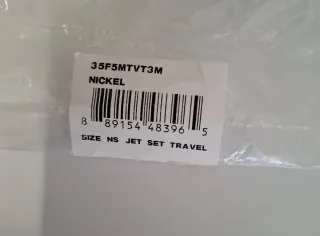 35F5MTVT3M
NICKEL
8 89154 48396 5
SIZE NS JET SET TRAVEL